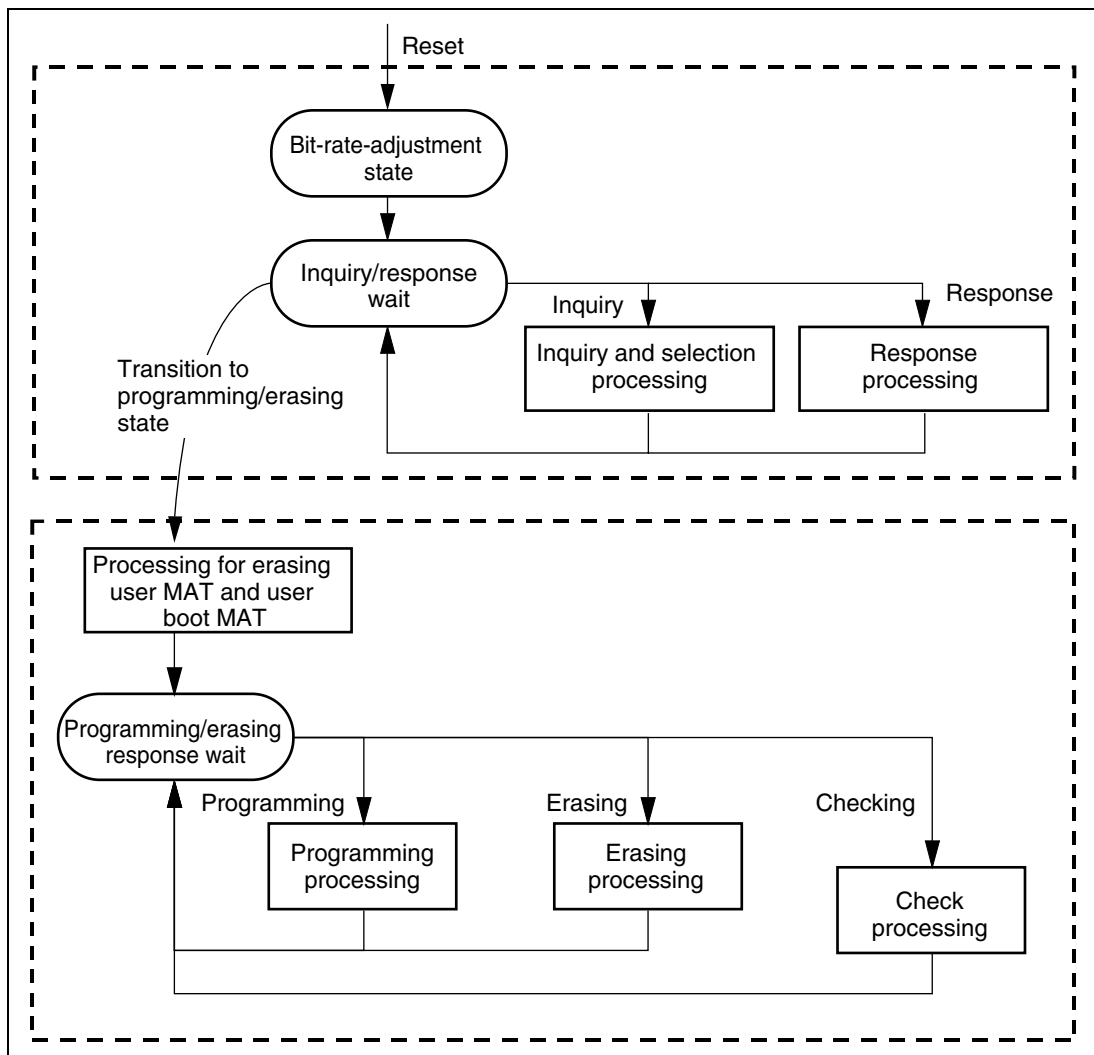 Reset
Bit-rate-adjustment
state
Inquiry/response
wait
Inquiry
Response
Inquiry and selection
processing
Response
processing
Transition to
programming/erasing
state
Processing for erasing
user MAT and user
boot MAT
Programming/erasing
response wait
Programming
Erasing
Checking
Programming
processing
Erasing
processing
Check
processing